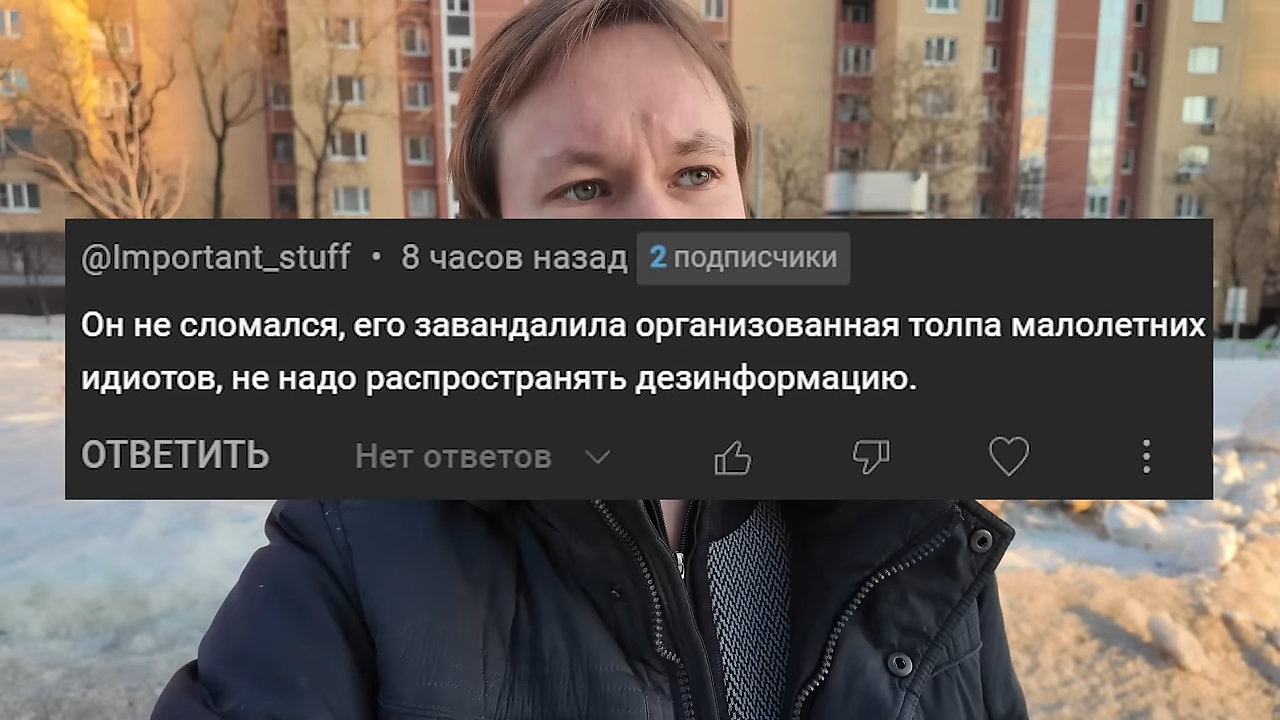 @Important_stuff • 8 часов назад 2 подписчики
Он не сломался, его завандалила организованная толпа малолетних
идиотов, не надо распространять дезинформацию.
ОТВЕТИТЬ Нет ответов